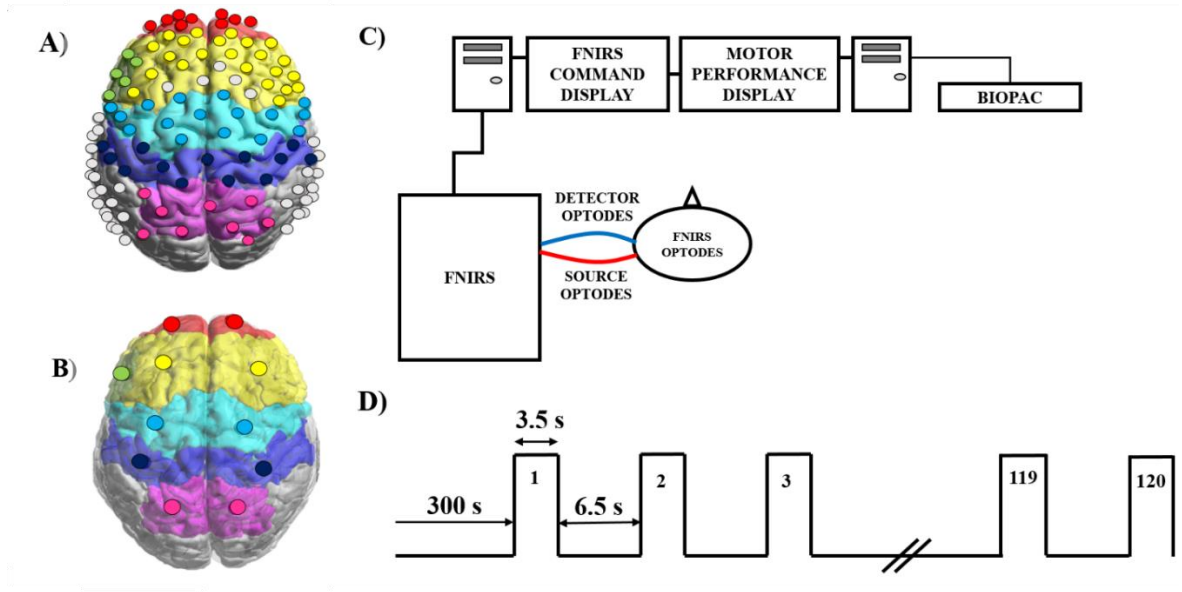 A)
B)
C)
FNIRS
COMMAND
DISPLAY
MOTOR
PERFORMANCE
DISPLAY
BIOPAC
FNIRS
DETECTOR
OPTODES
SOURCE
OPTODES
FNIRS
OPTODES
D)
3.5 s
300 s
6.5 s
1
2
3
119
120